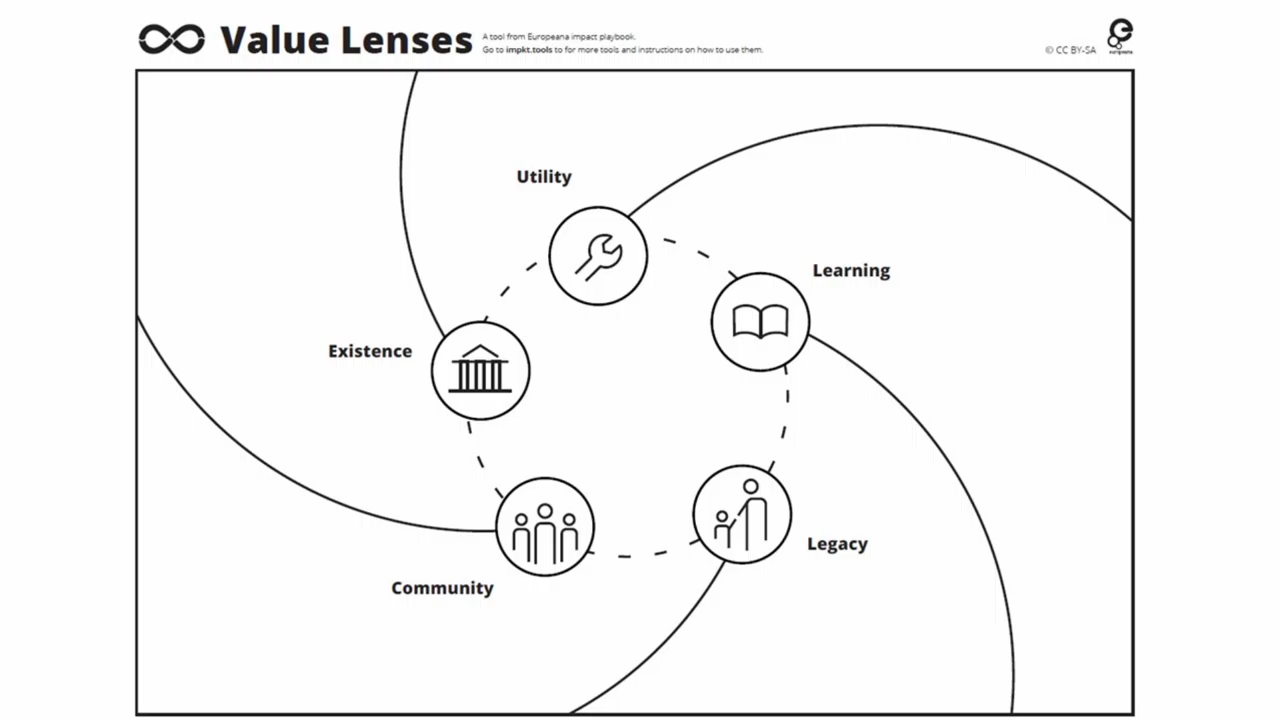 Value Lenses
A tool from Europeana impact playbook.
Go to impkt.tools to for more tools and instructions on how to use them.
© CC BY-SA
europeana
Utility
Learning
Existence
Legacy
Community